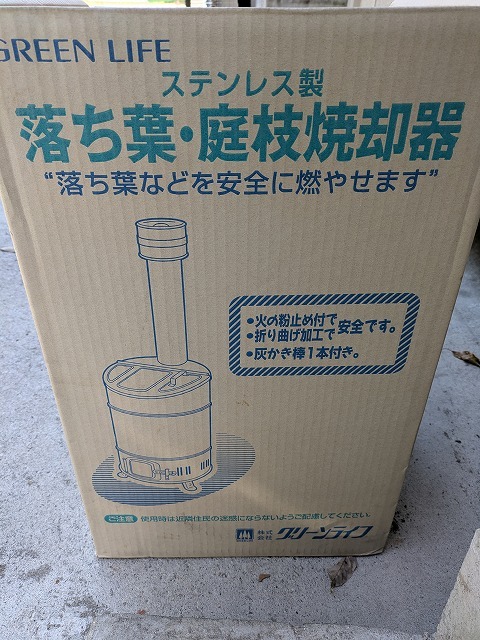 GREEN LIFE
ステンレス製
落ち葉・庭枝焼却器
“落ち葉などを安全に燃やせます”
•火の粉止め付で
•折り曲げ加工で 安全です。
•灰かき棒1本付き。
ご注意 使用時は近隣住民の迷惑にならないようご配慮してください。
株式会社 グリーンライフ